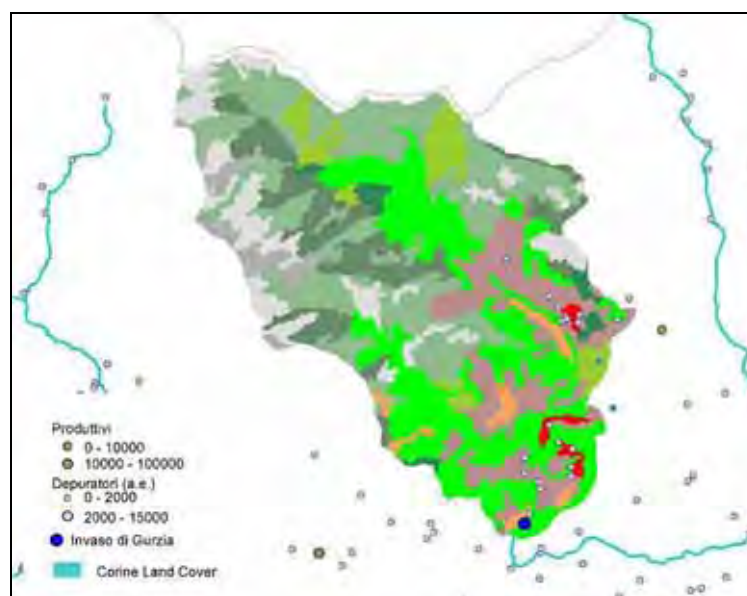 Produttivi
0 - 10000
10000 - 100000
Depuratori (a.e.)
0 - 2000
2000 - 15000
Invaso di Gurzia
Corine Land Cover